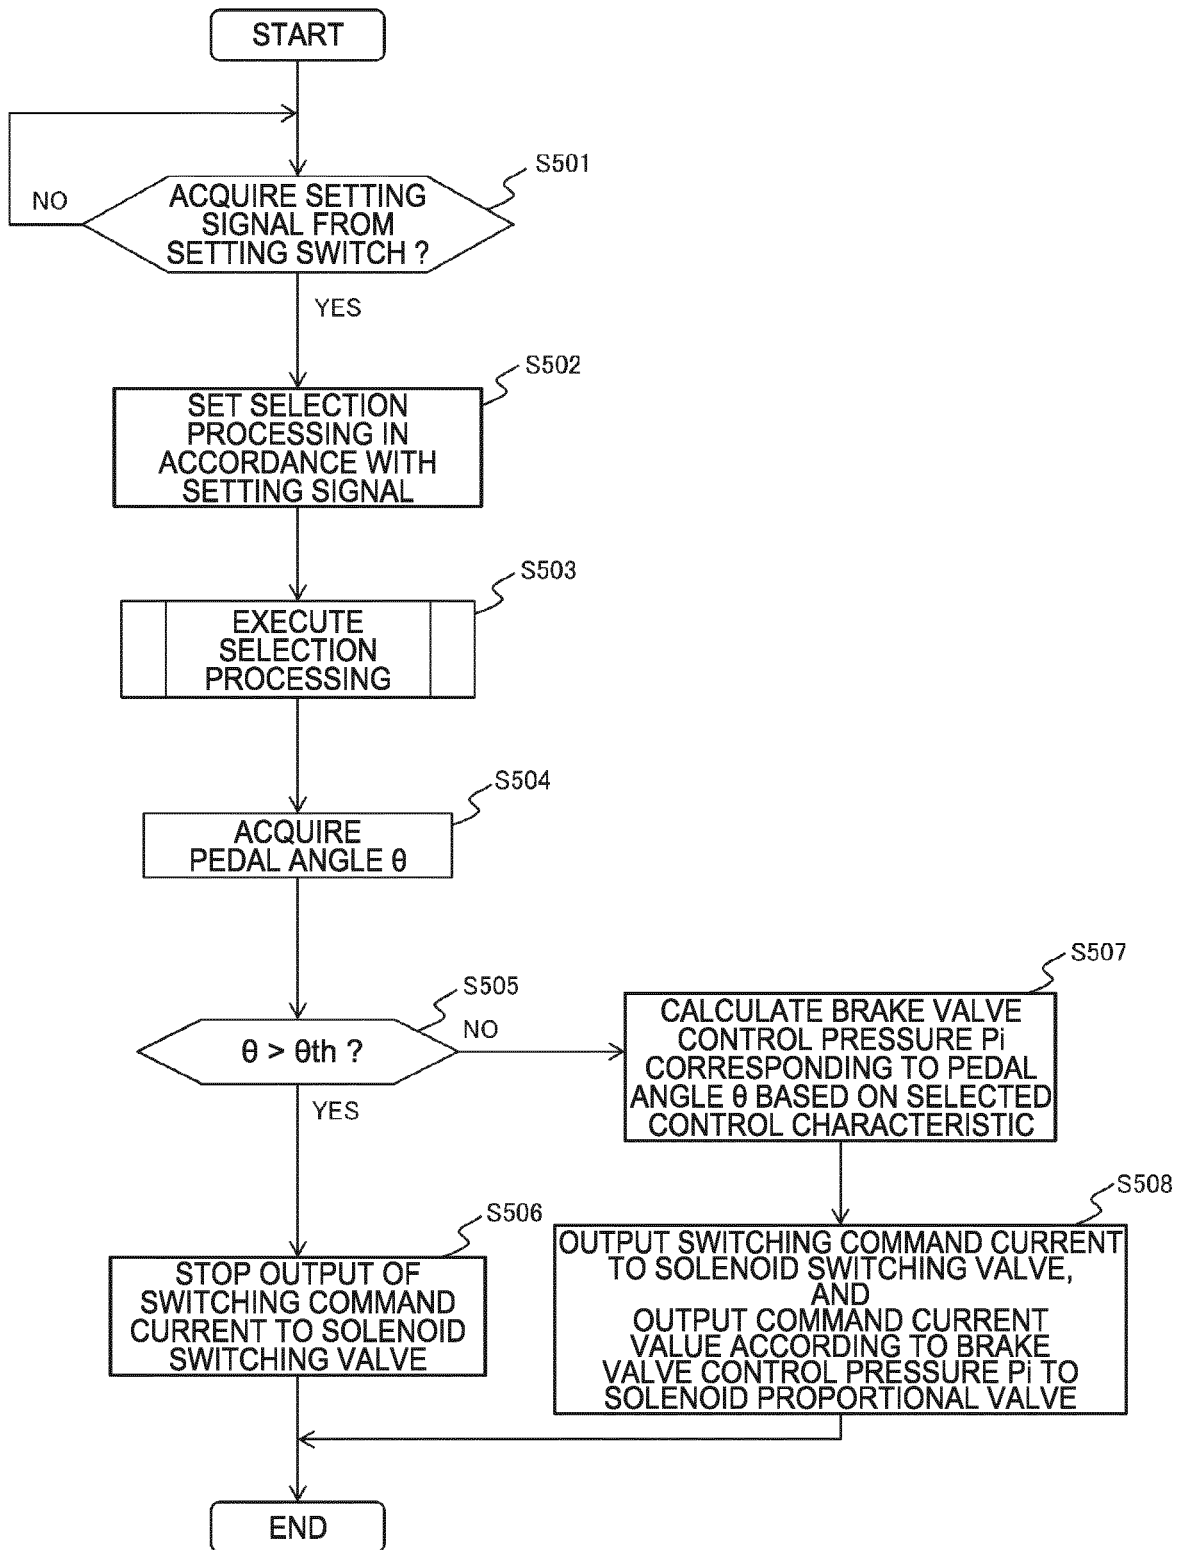 START
S501
ACQUIRE SETTING
SIGNAL FROM
SETTING SWITCH ?
NO
YES
S502
SET SELECTION
PROCESSING IN
ACCORDANCE WITH
SETTING SIGNAL
S503
EXECUTE
SELECTION
PROCESSING
S504
ACQUIRE
PEDAL ANGLE θ
S505
θ > θth ?
NO
YES
S507
CALCULATE BRAKE VALVE
CONTROL PRESSURE Pi
CORRESPONDING TO PEDAL
ANGLE θ BASED ON SELECTED
CONTROL CHARACTERISTIC
S506
STOP OUTPUT OF
SWITCHING COMMAND
CURRENT TO SOLENOID
SWITCHING VALVE
S508
OUTPUT SWITCHING COMMAND CURRENT
TO SOLENOID SWITCHING VALVE,
AND
OUTPUT COMMAND CURRENT
VALUE ACCORDING TO BRAKE
VALVE CONTROL PRESSURE Pi TO
SOLENOID PROPORTIONAL VALVE
END